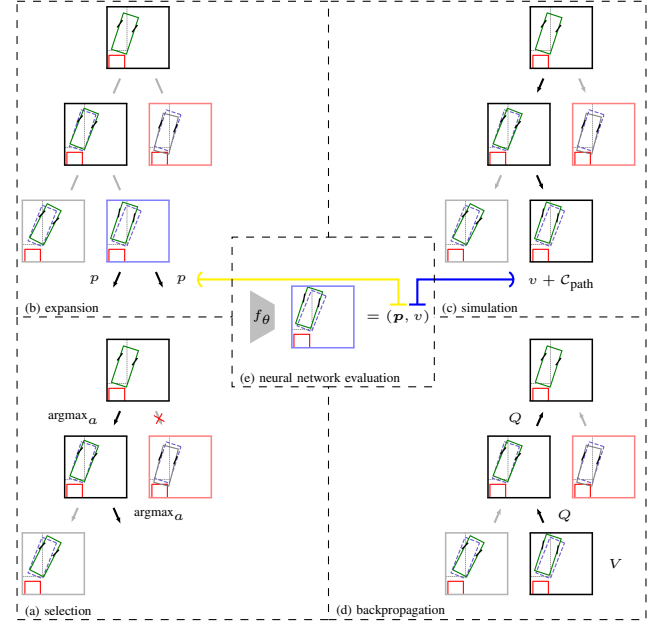 p
p
(b) expansion
v + C_path
(c) simulation
f_θ
= (p, v)
(e) neural network evaluation
argmax_a
argmax_a
(a) selection
Q
Q
V
(d) backpropagation